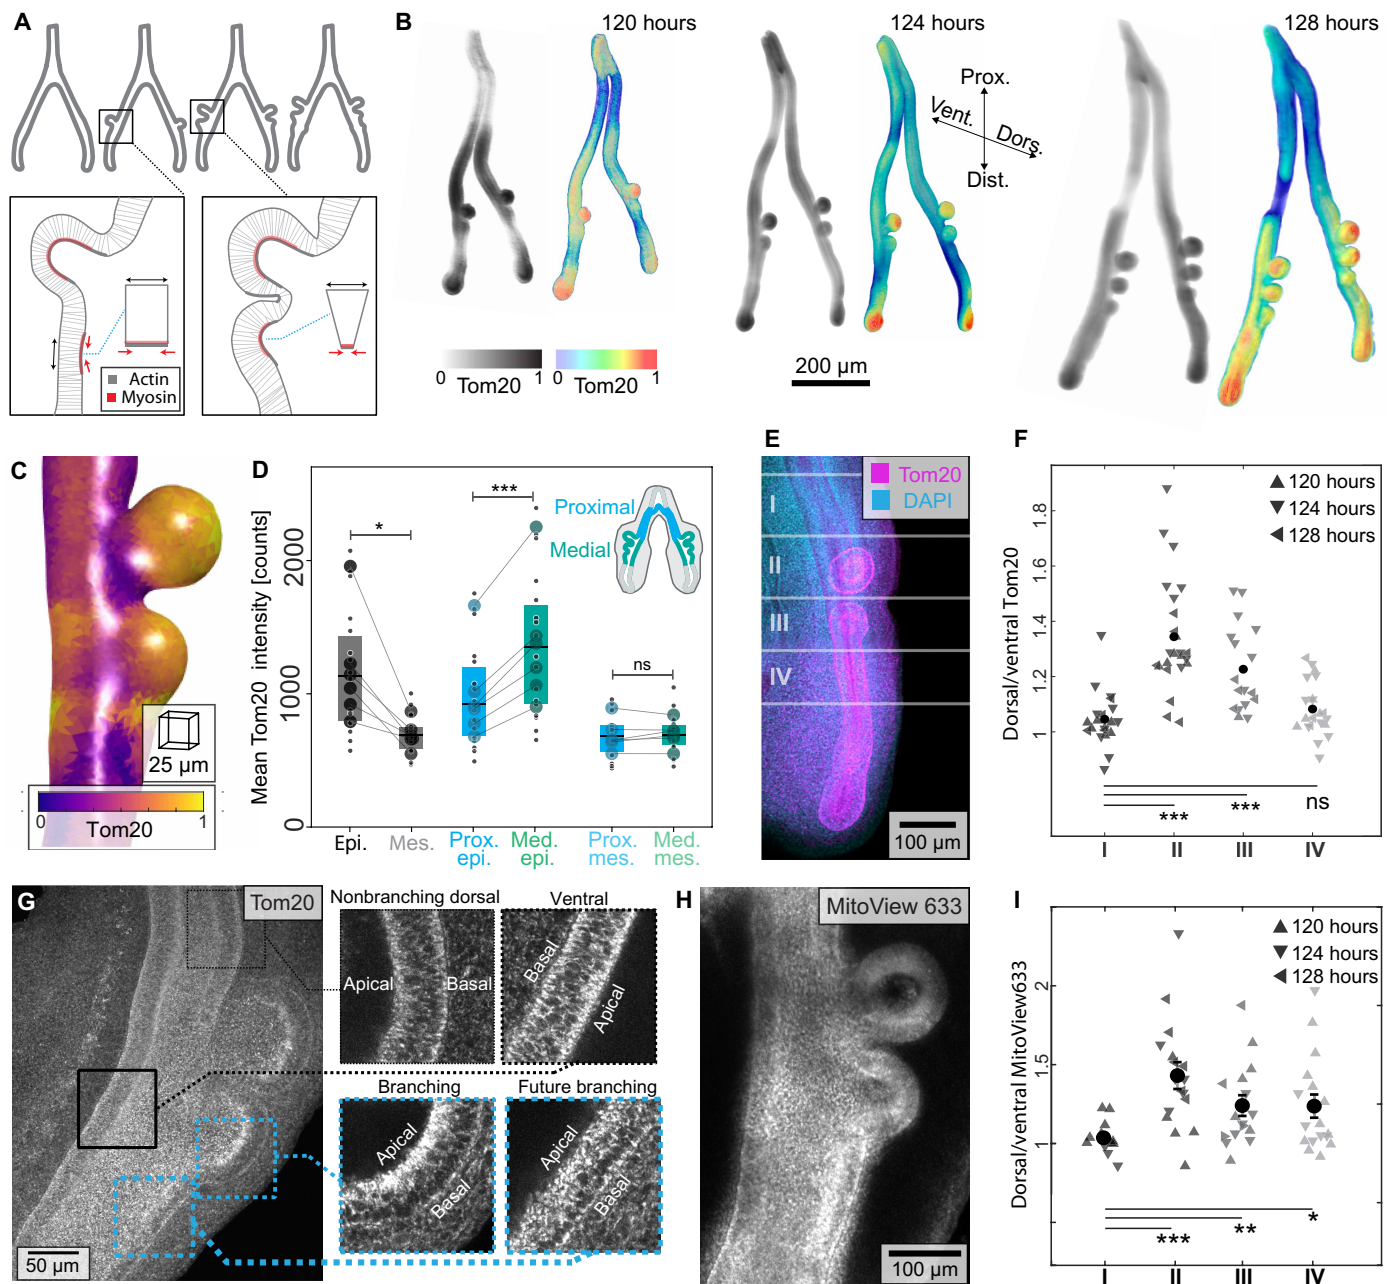 A
Actin
Myosin
B
120 hours
124 hours
128 hours
Prox.
Vent.
Dors.
Dist.
0 1
Tom20
0 1
Tom20
200 µm
C
25 µm
0 1
Tom20
D
Mean Tom20 intensity [counts]
2000
1000
0
*
***
ns
Proximal
Medial
Epi.
Mes.
Prox. epi.
Med. epi.
Prox. mes.
Med. mes.
E
Tom20
DAPI
I
II
III
IV
100 µm
F
Dorsal/ventral Tom20
120 hours
124 hours
128 hours
1.8
1.6
1.4
1.2
1
***
***
ns
I II III IV
G
Tom20
50 µm
Nonbranching dorsal
Apical
Basal
Ventral
Basal
Apical
Branching
Apical
Basal
Future branching
Apical
Basal
H
MitoView 633
100 µm
I
Dorsal/ventral MitoView633
120 hours
124 hours
128 hours
2
1.5
1
***
**
*
I II III IV